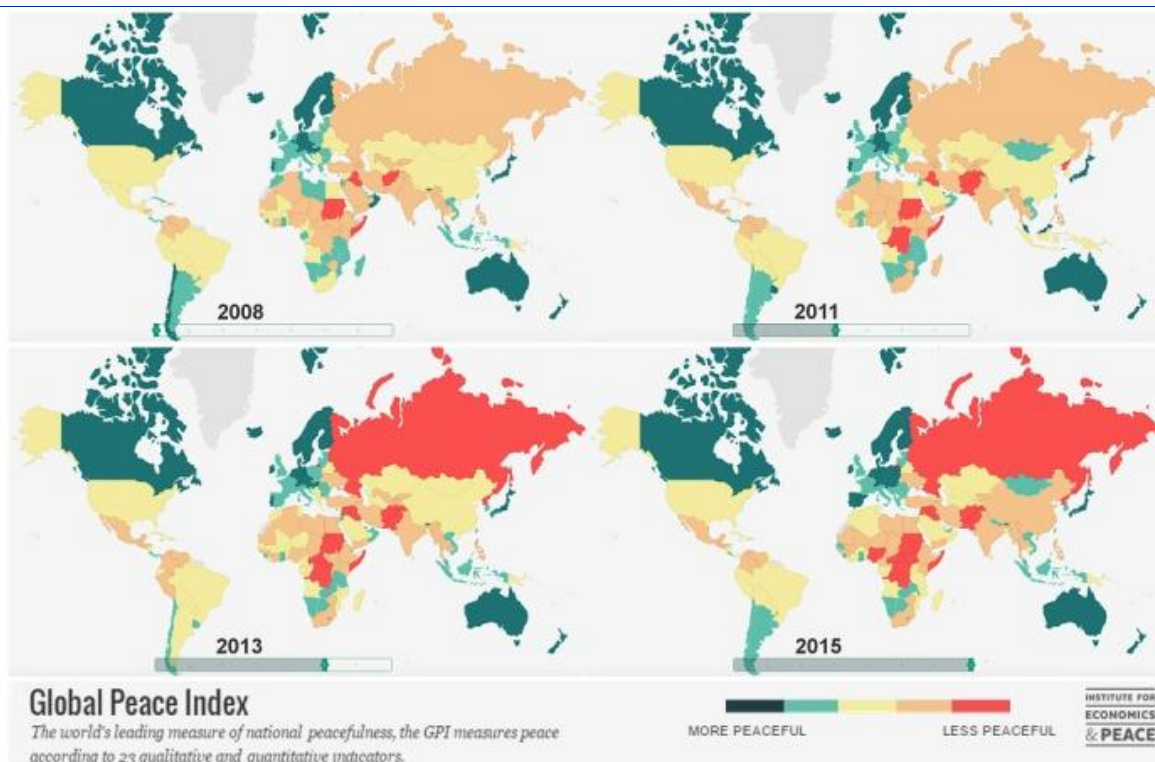 2008
2011
2013
2015
Global Peace Index
The world's leading measure of national peacefulness, the GPI measures peace
according to 23 qualitative and quantitative indicators.
MORE PEACEFUL
LESS PEACEFUL
INSTITUTE FOR
ECONOMICS
& PEACE